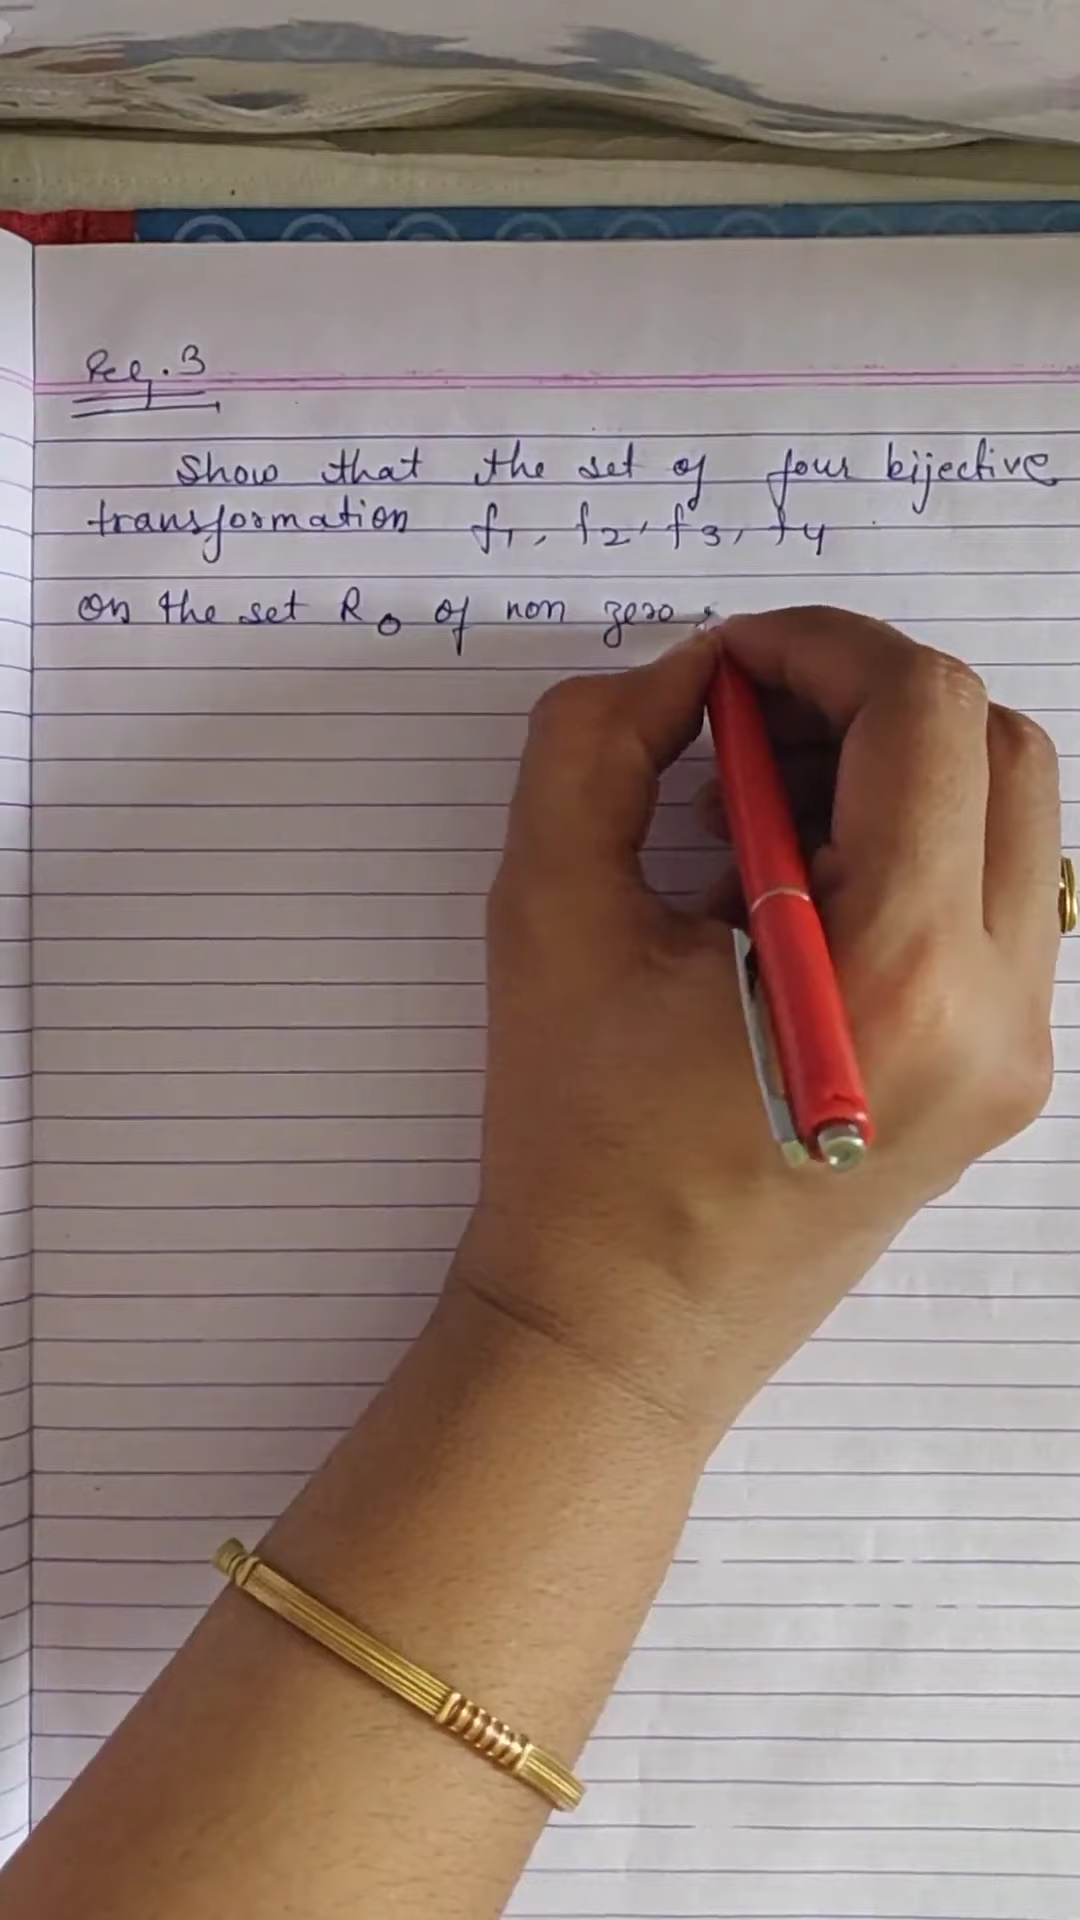 Req. 3
Show that the set of four bijective
transformation f1, f2, f3, f4
on the set R0 of non zero